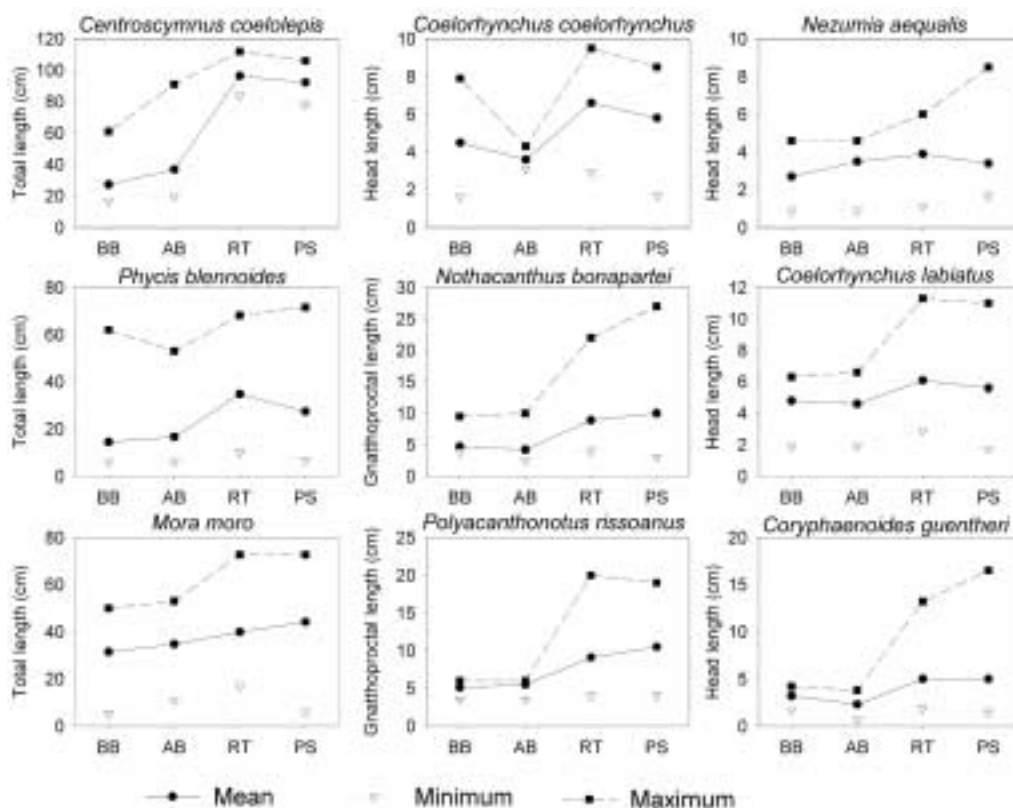 Centroscymnus coelolepis
Total length (cm)
120
100
80
60
40
20
0
BB AB RT PS
Coelorhynchus coelorhynchus
Head length (cm)
10
8
6
4
2
0
BB AB RT PS
Nezumia aequalis
Head length (cm)
10
8
6
4
2
0
BB AB RT PS
Phycis blennoides
Total length (cm)
80
60
40
20
0
BB AB RT PS
Nothacanthus bonapartei
Gnatthoproctal length (cm)
30
25
20
15
10
5
0
BB AB RT PS
Coelorhynchus labiatus
Head length (cm)
12
10
8
6
4
2
0
BB AB RT PS
Mora moro
Total length (cm)
80
60
40
20
0
BB AB RT PS
Polyacanthonotus rissoanus
Gnatthoproctal length (cm)
25
20
15
10
5
0
BB AB RT PS
Coryphaenoides guentheri
Head length (cm)
20
15
10
5
0
BB AB RT PS
Mean Minimum Maximum